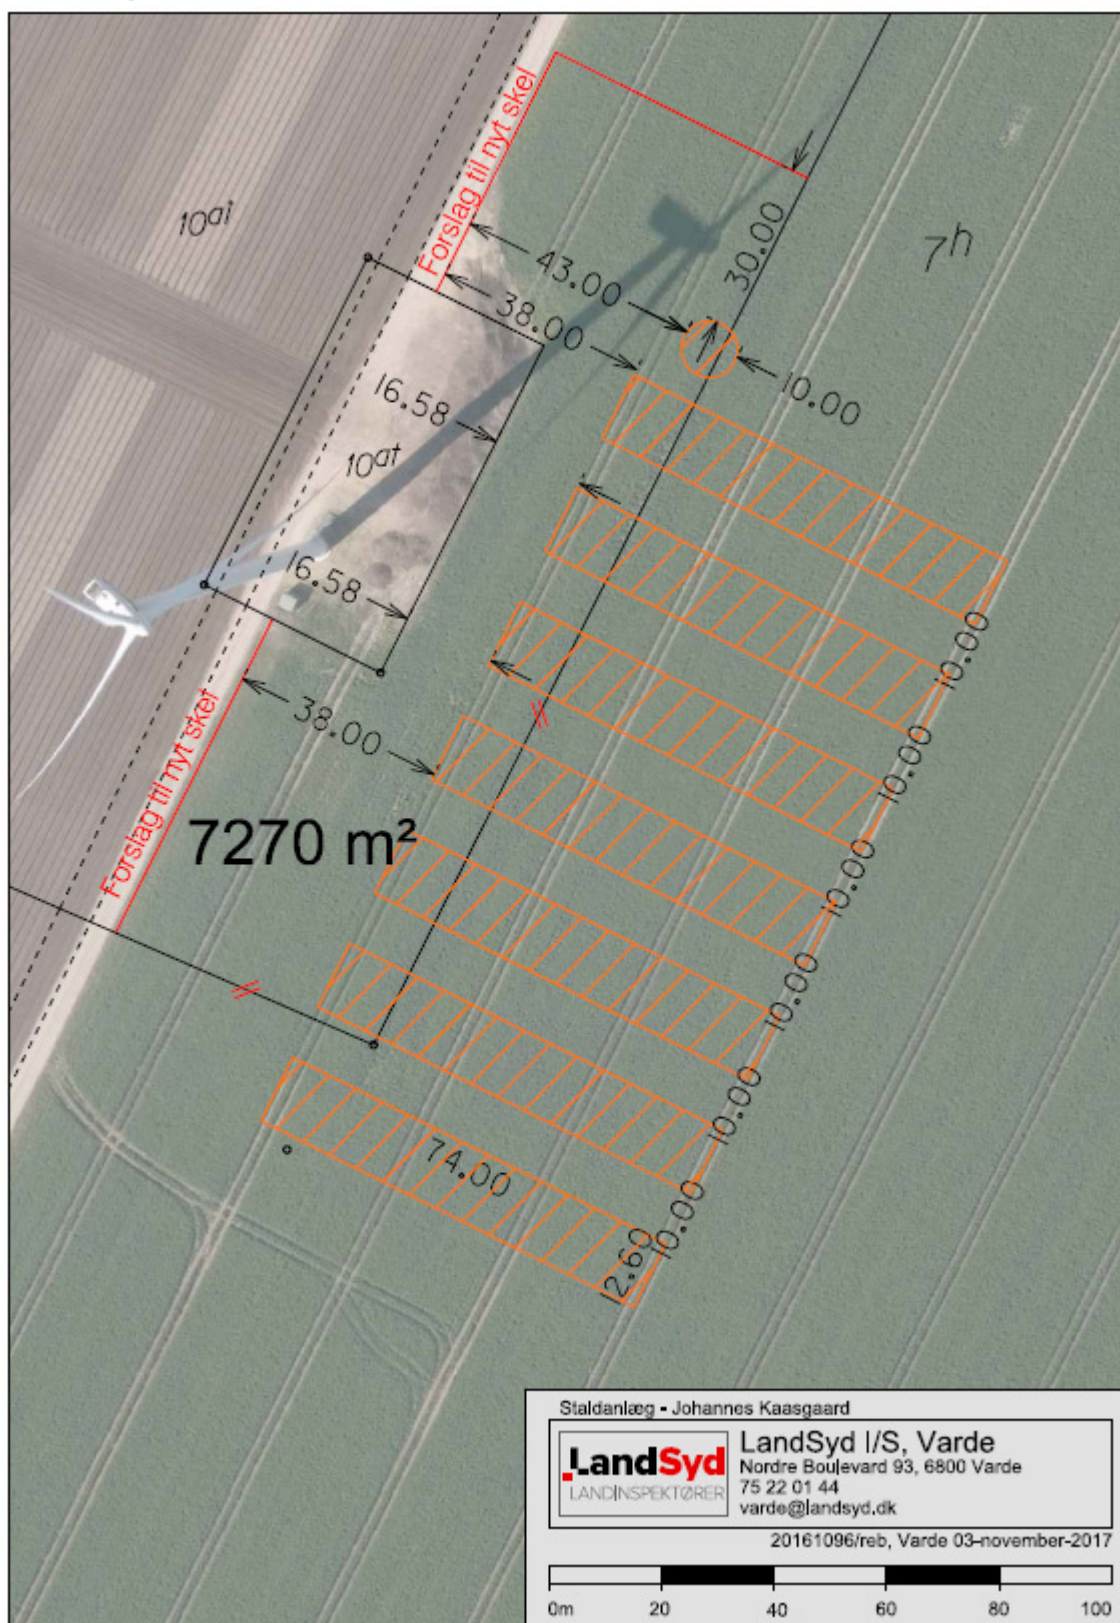 Forslag til nyt skel
10ai
7h
30.00
43.00
38.00
10.00
16.58
10at
16.58
10.00
10.00
38.00
Forslag til nyt skel
7270 m²
10.00
10.00
10.00
74.00
10.00
12.60
Staldanlæg - Johannes Kaasgaard
LandSyd
LANDINSPEKTØRER
LandSyd I/S, Varde
Nordre Boulevard 93, 6800 Varde
75 22 01 44
varde@landsyd.dk
20161096/reb, Varde 03-november-2017
0m 20 40 60 80 100